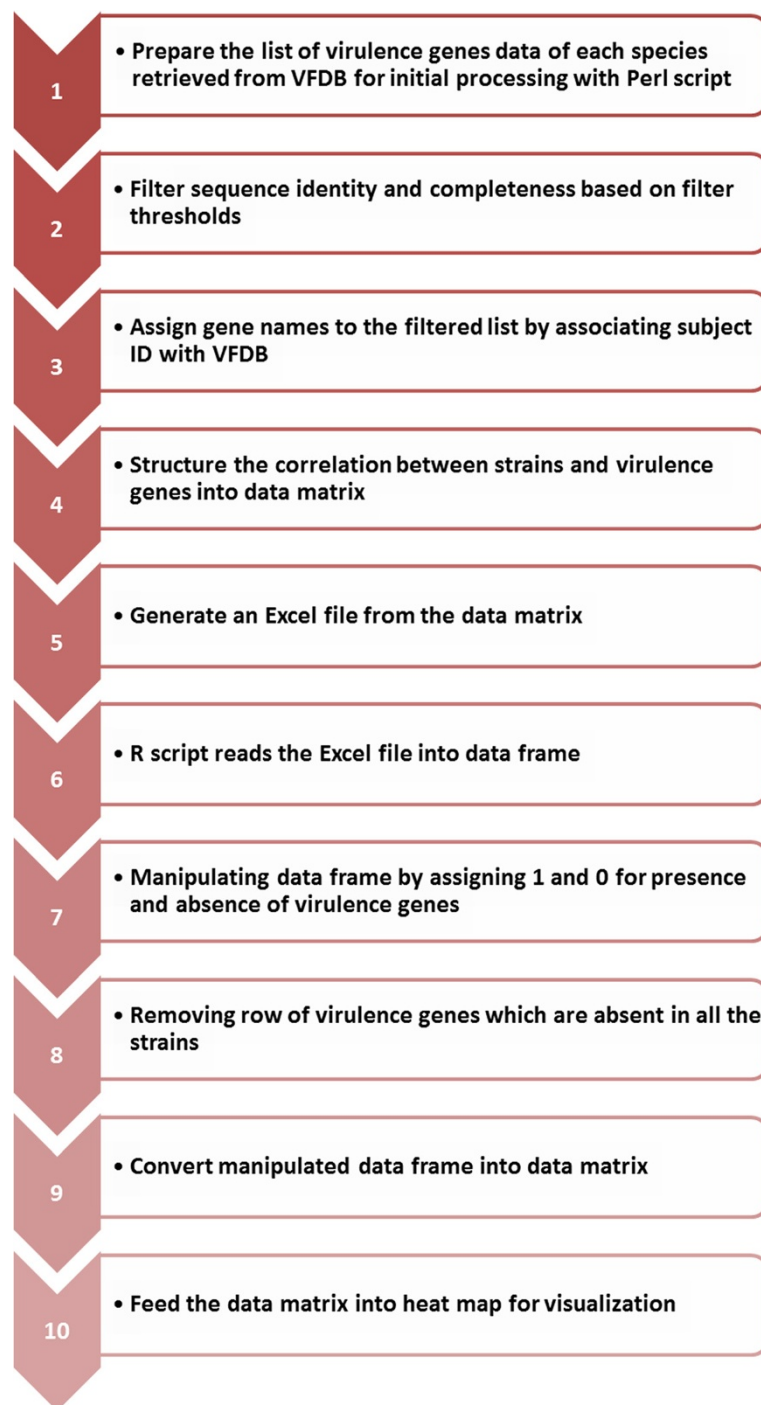 1
• Prepare the list of virulence genes data of each species
retrieved from VFDB for initial processing with Perl script
2
• Filter sequence identity and completeness based on filter
thresholds
3
• Assign gene names to the filtered list by associating subject
ID with VFDB
4
• Structure the correlation between strains and virulence
genes into data matrix
5
• Generate an Excel file from the data matrix
6
• R script reads the Excel file into data frame
7
• Manipulating data frame by assigning 1 and 0 for presence
and absence of virulence genes
8
• Removing row of virulence genes which are absent in all the
strains
9
• Convert manipulated data frame into data matrix
10
• Feed the data matrix into heat map for visualization